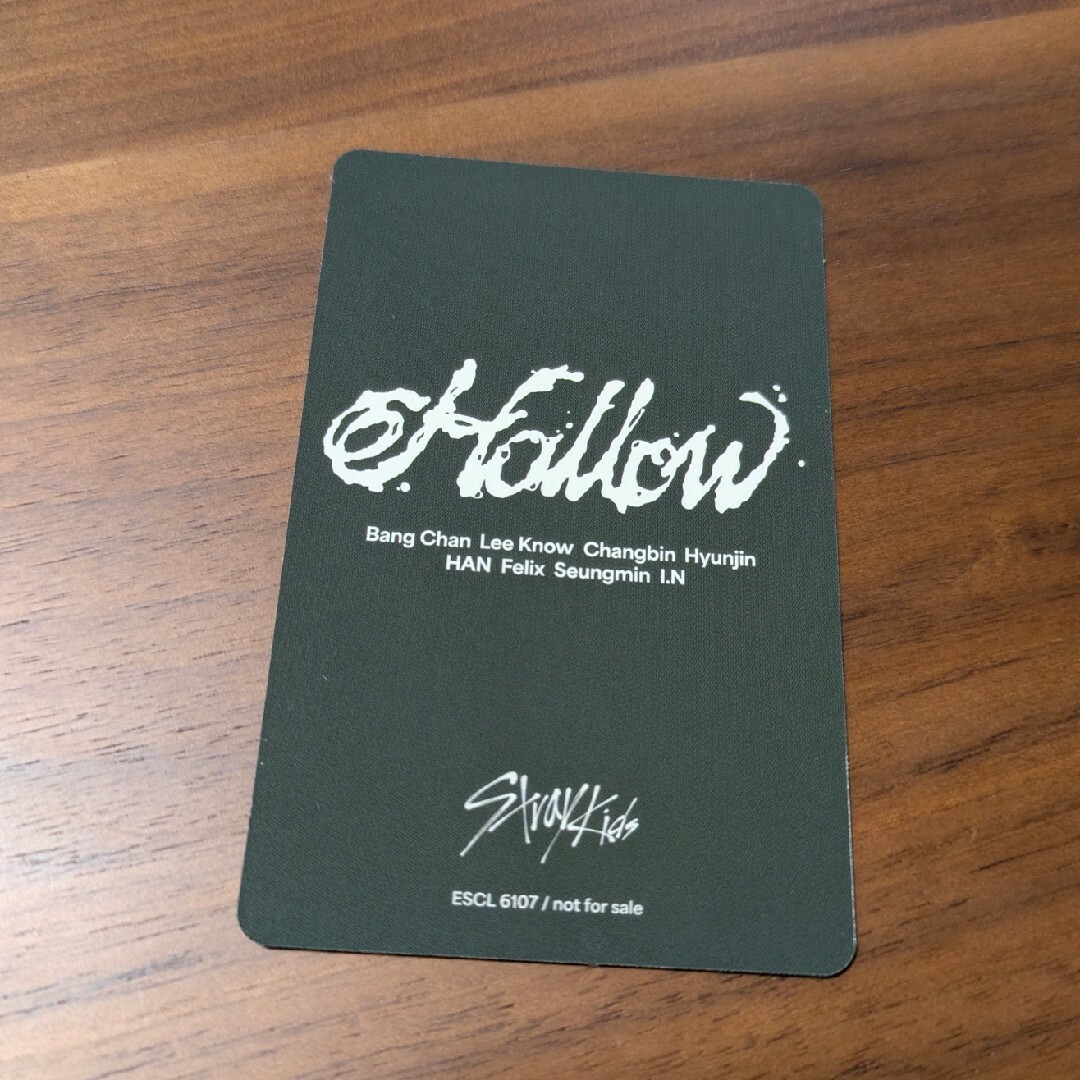 Hollow
Bang Chan Lee Know Changbin Hyunjin
HAN Felix Seungmin I.N
Stray Kids
ESCL 6107 / not for sale